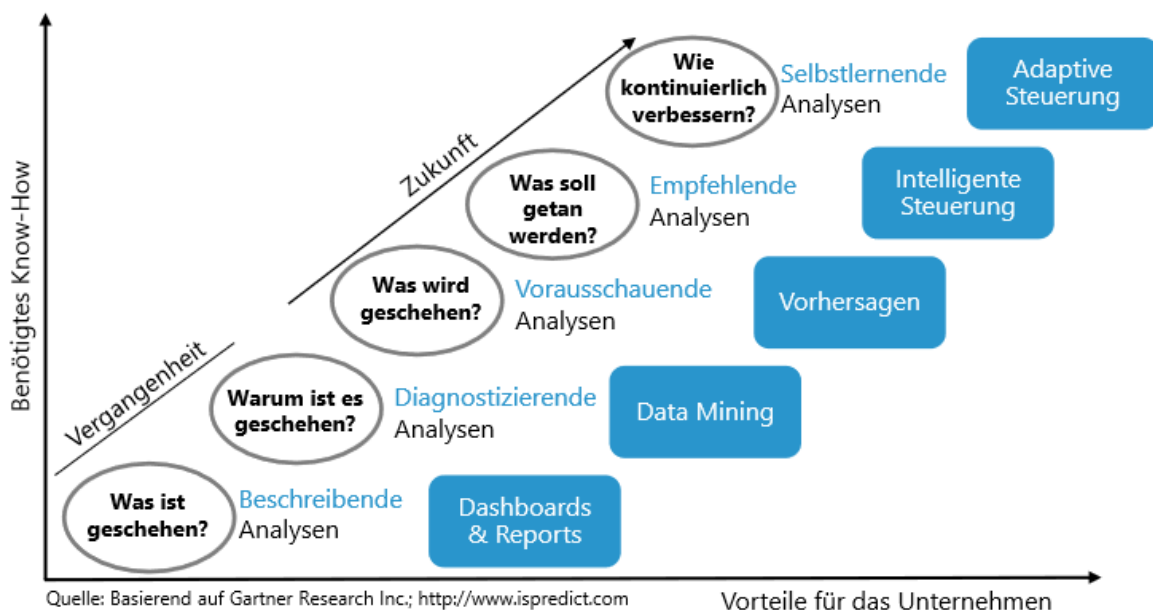 Benötigtes Know-How
Vergangenheit
Zukunft
Wie
kontinuierlich
verbessern?
Selbstlernende
Analysen
Adaptive
Steuerung
Was soll
getan
werden?
Empfehlende
Analysen
Intelligente
Steuerung
Was wird
geschehen?
Vorausschauende
Analysen
Vorhersagen
Warum ist es
geschehen?
Diagnostizierende
Analysen
Data Mining
Was ist
geschehen?
Beschreibende
Analysen
Dashboards
& Reports
Quelle: Basierend auf Gartner Research Inc.; http://www.ispredict.com
Vorteile für das Unternehmen